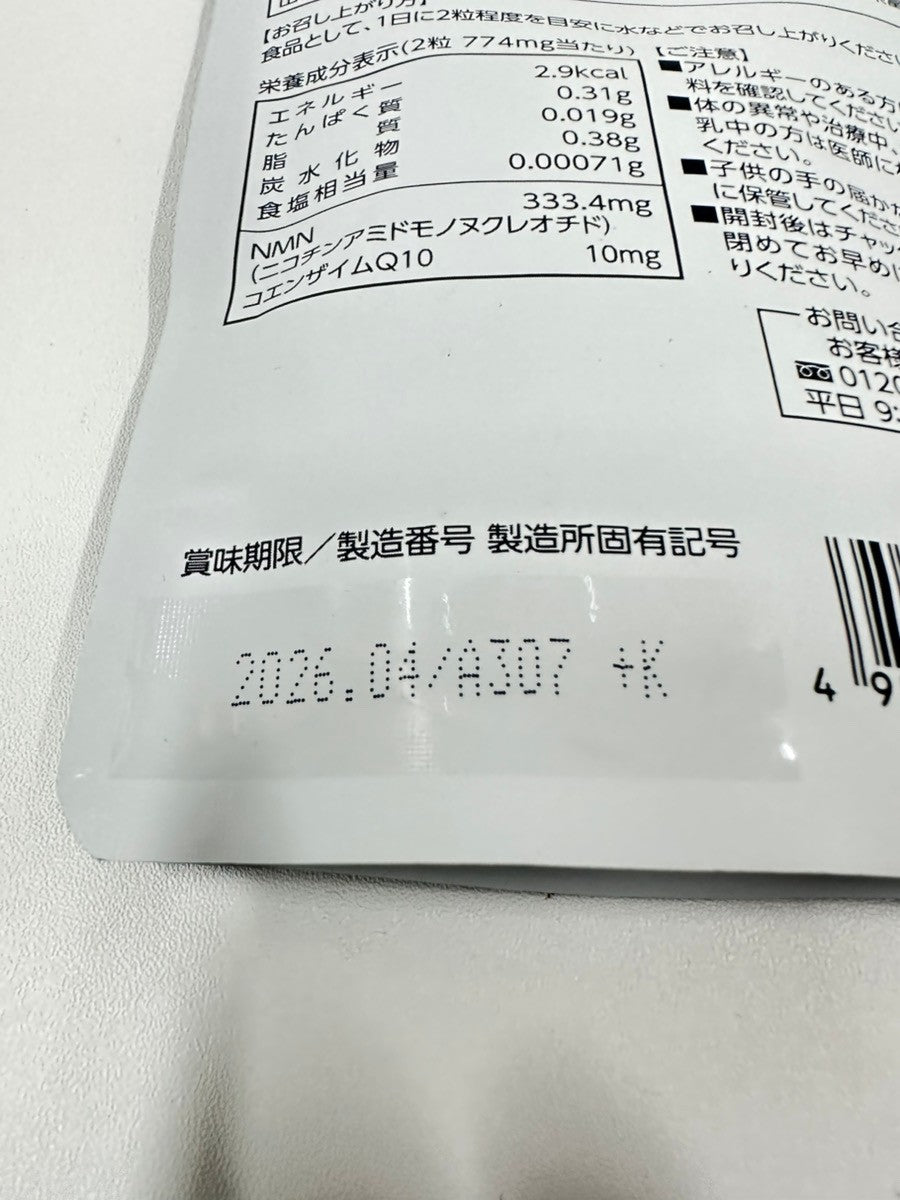 【お召し上がり方】
食品として、1日に2粒程度を目安に水などでお召し上がりくださ
栄養成分表示(2粒 774mg当たり)
エネルギー 2.9kcal
たんぱく質 0.31g
脂質 0.019g
炭水化物 0.38g
食塩相当量 0.00071g
NMN 333.4mg
(ニコチンアミドモノヌクレオチド)
コエンザイムQ10 10mg
【ご注意】
■アレルギーのある方
料を確認してください
■体の異常や治療中、
乳中の方は医師に
ください。
■子供の手の届か
に保管してくださ
■開封後はチャッ
閉めてお早め
りください。
お問い合
お客様
0120
平日 9:
賞味期限/製造番号 製造所固有記号
2026.04/A307 +K
4 9